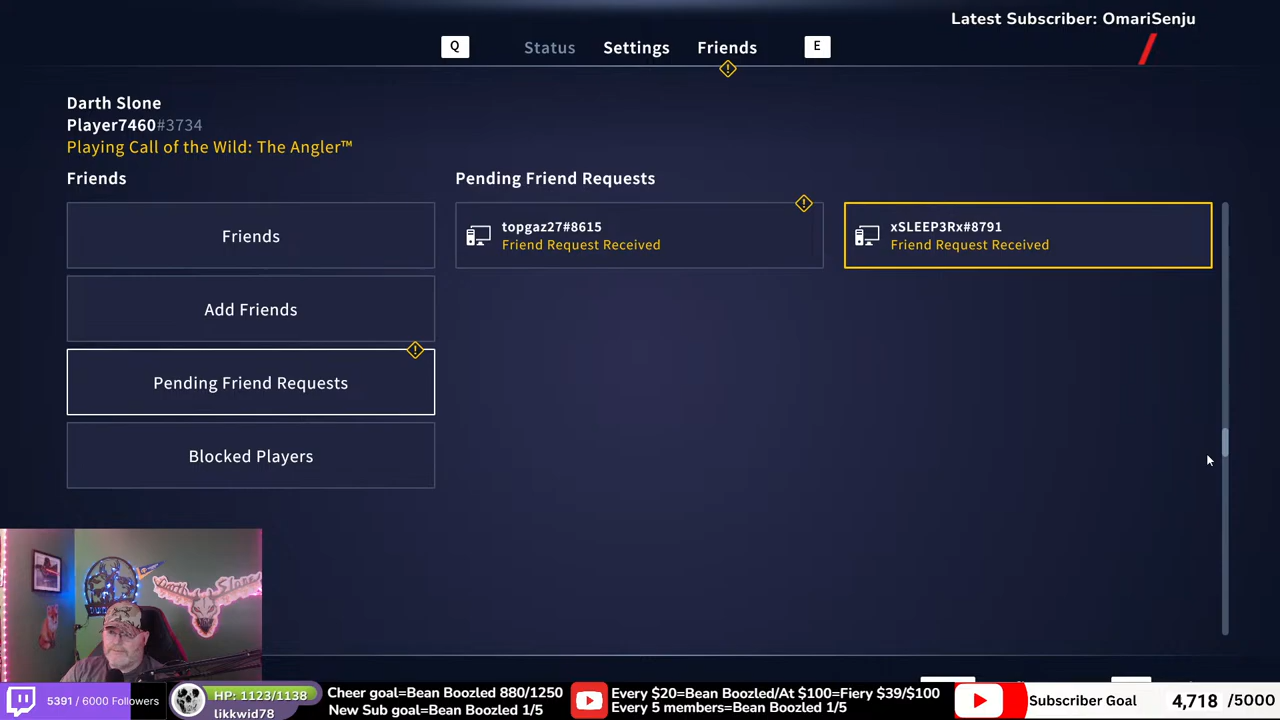 Latest Subscriber: OmariSenju
Q Status Settings Friends E
Darth Slone
Player7460#3734
Playing Call of the Wild: The Angler™
Friends
Friends
Add Friends
Pending Friend Requests
Blocked Players
Pending Friend Requests
topgaz27#8615
Friend Request Received
xSLEEP3Rx#8791
Friend Request Received
Darth Slone
5391 / 6000 Followers
HP: 1123/1138
likkwid78
Cheer goal=Bean Boozled 880/1250
New Sub goal=Bean Boozled 1/5
Every $20=Bean Boozled/At $100=Fiery $39/$100
Every 5 members=Bean Boozled 1/5
Subscriber Goal 4,718 /5000